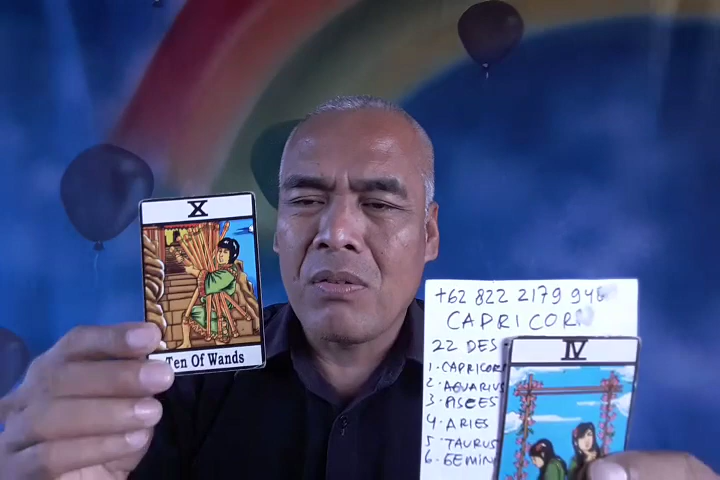 X
Ten Of Wands
+62 822 2179 946
CAPRICOR
22 DES
1. CAPRICOR
2. AQUARIUS
3. PISCES
4. ARIES
5. TAURUS
6. GEMIN
IV